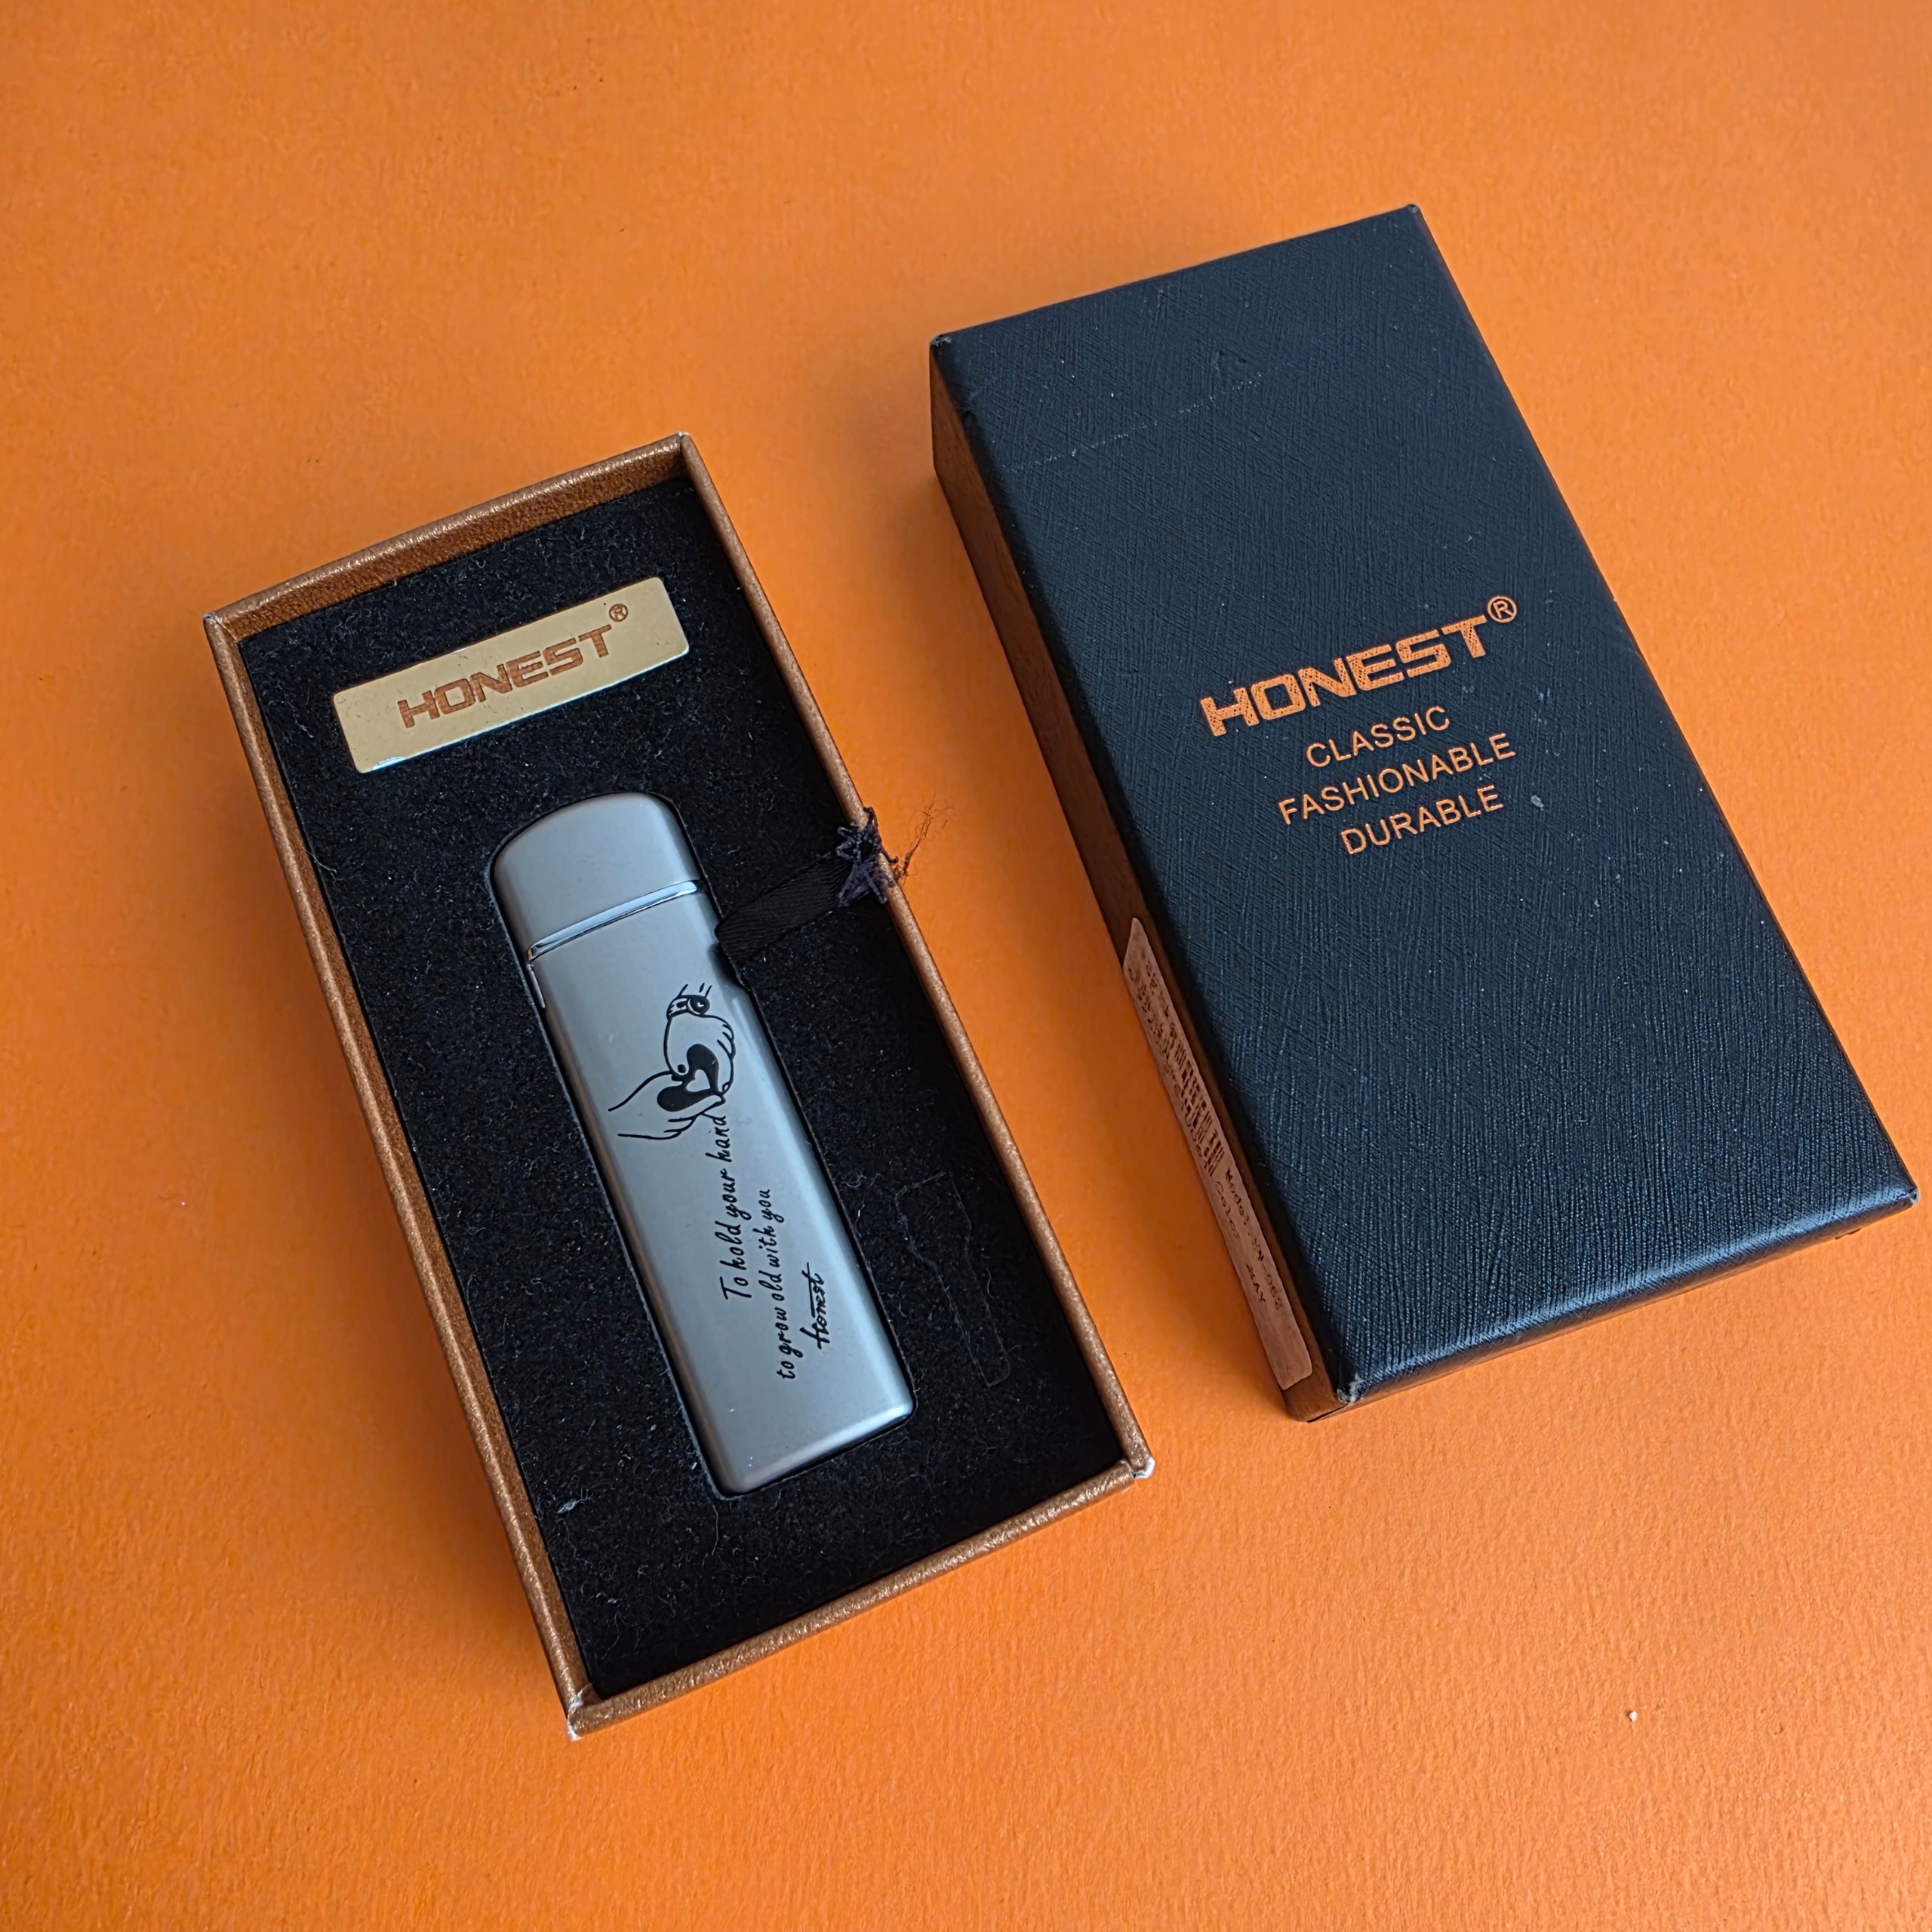 HONEST®
To hold your hand
to grow old with you
Honest
HONEST®
CLASSIC
FASHIONABLE
DURABLE